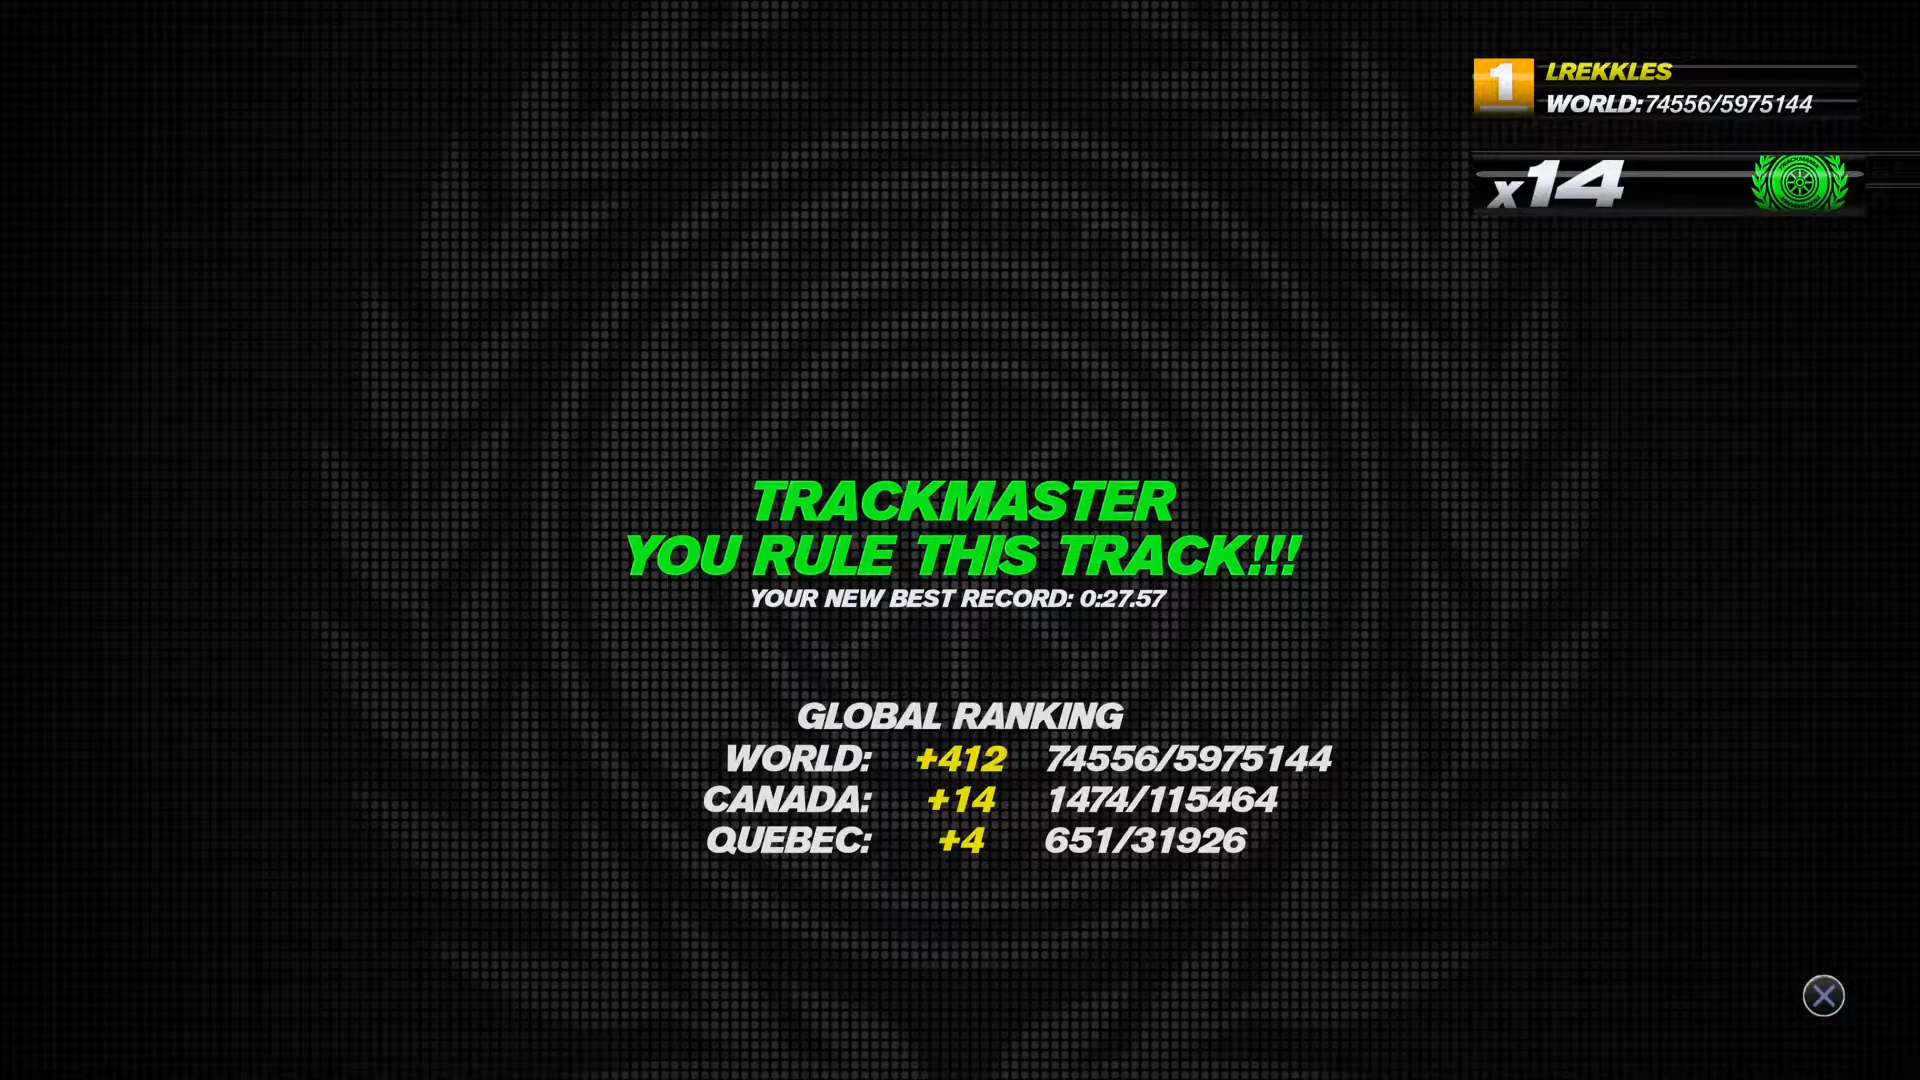 1
LREKKLES
WORLD:74556/5975144
x14
TRACKMASTER
YOU RULE THIS TRACK!!!
YOUR NEW BEST RECORD: 0:27.57
GLOBAL RANKING
WORLD: +412 74556/5975144
CANADA: +14 1474/115464
QUEBEC: +4 651/31926